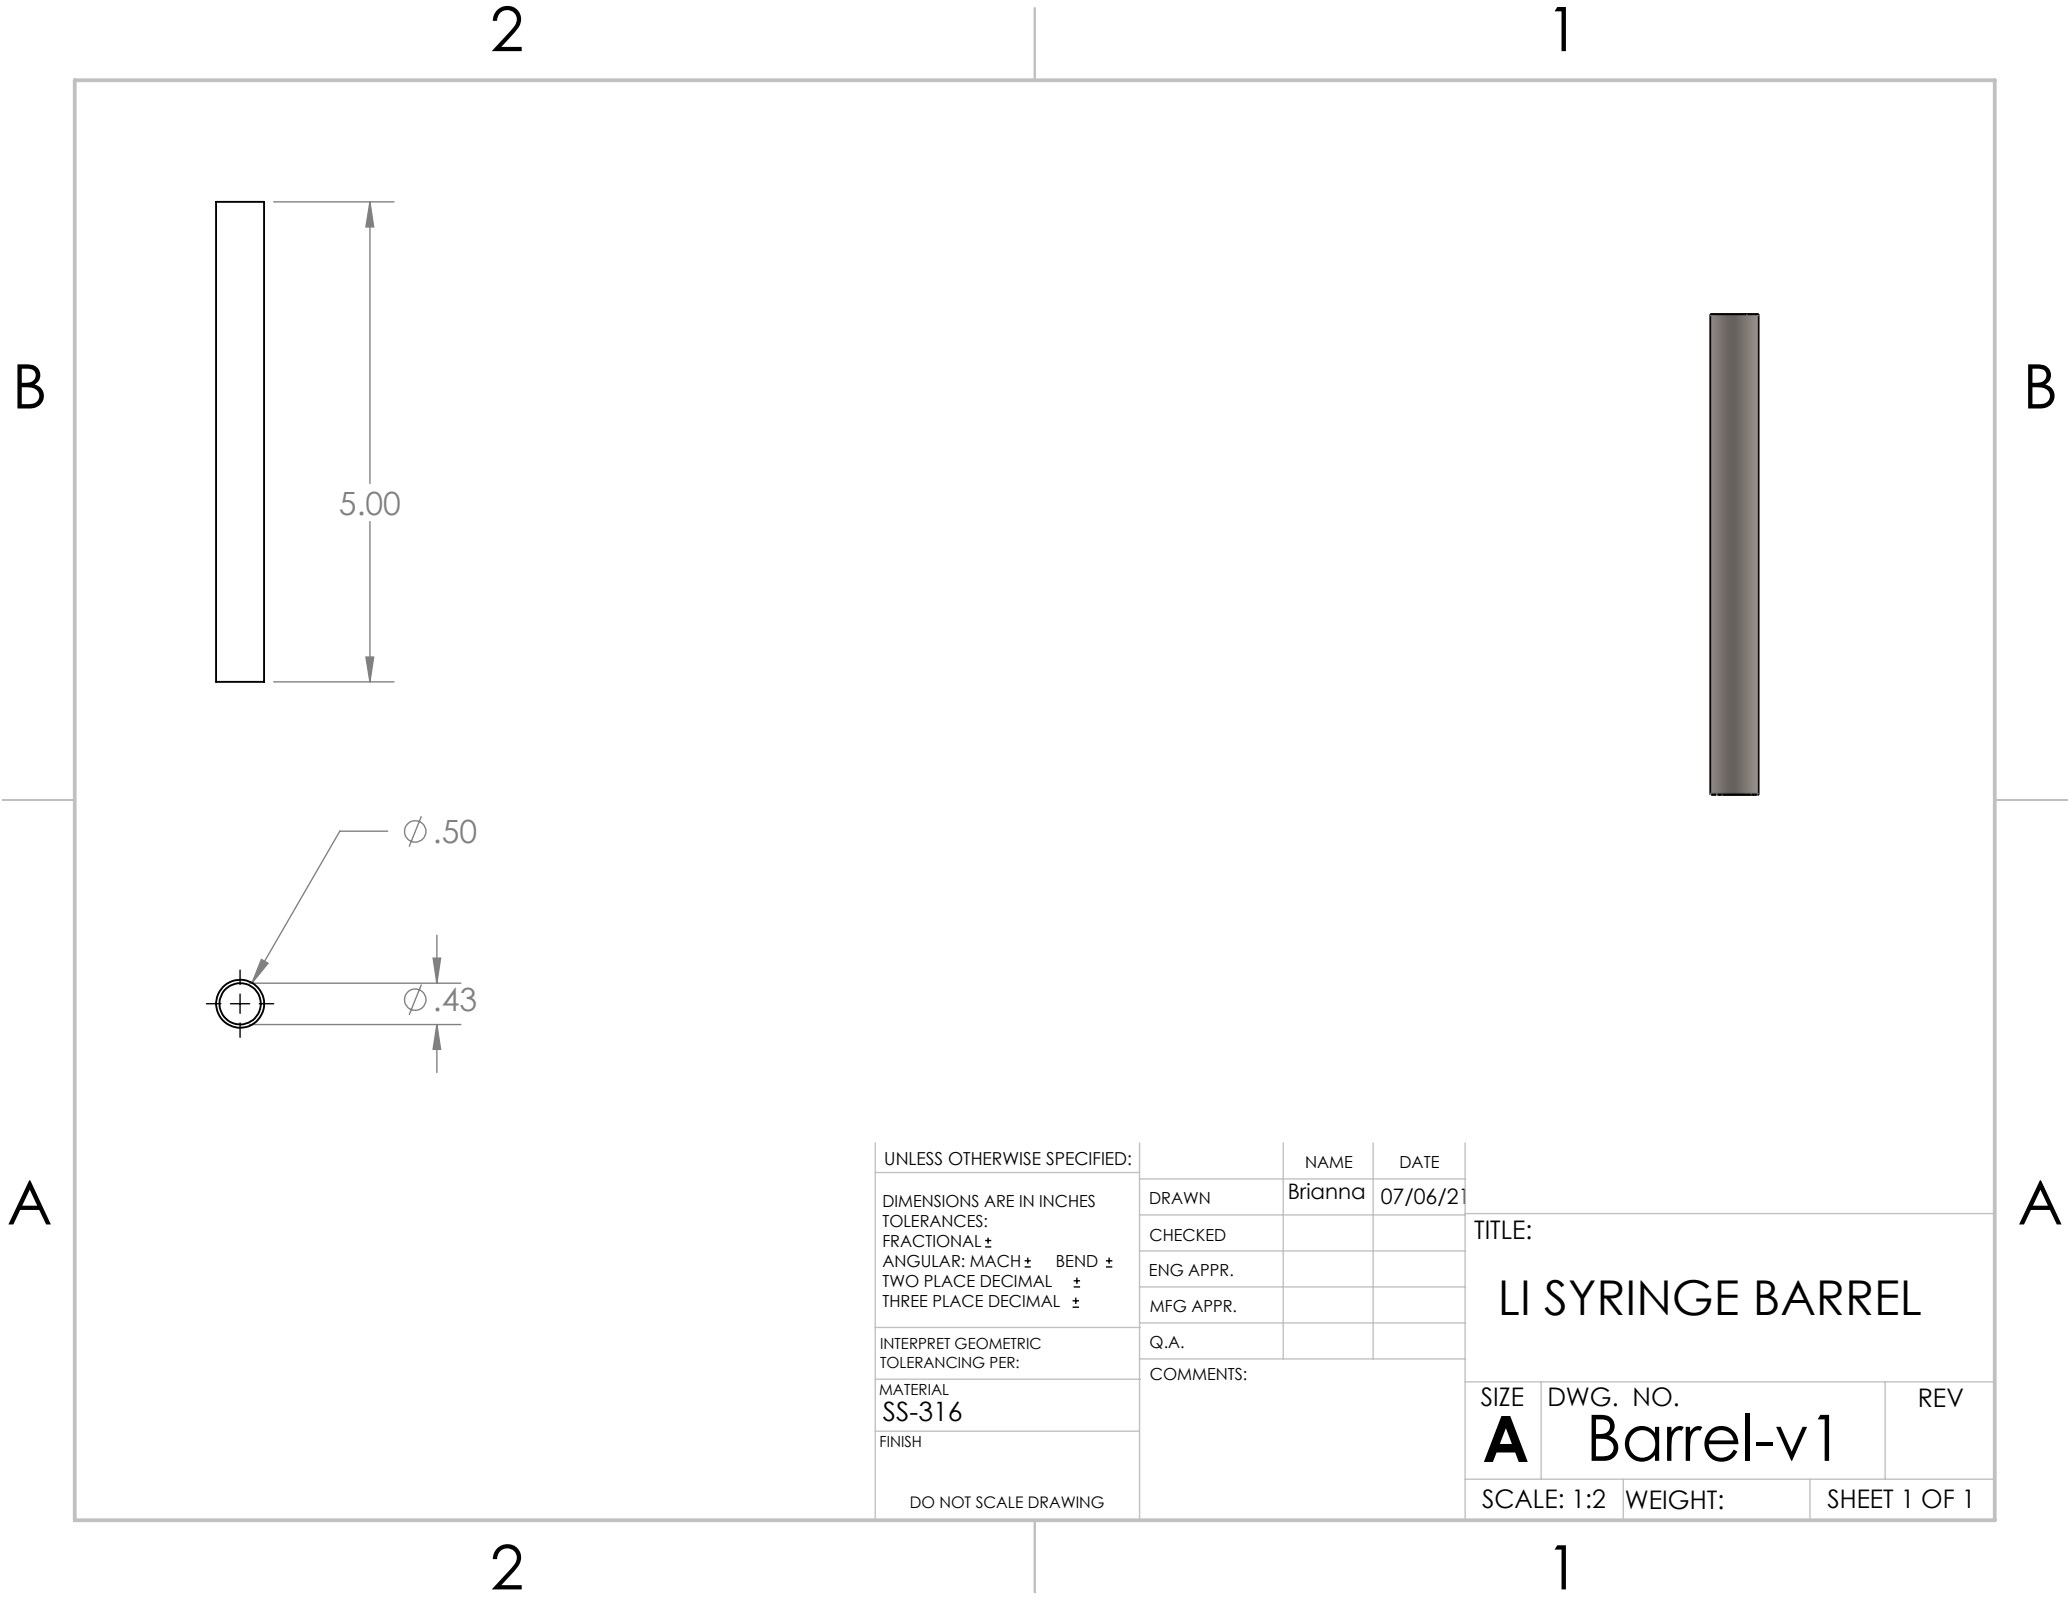 2 1
B B
5.00
⌀.50
⌀.43
A A
UNLESS OTHERWISE SPECIFIED:
DIMENSIONS ARE IN INCHES
TOLERANCES:
FRACTIONAL ±
ANGULAR: MACH ± BEND ±
TWO PLACE DECIMAL ±
THREE PLACE DECIMAL ±
INTERPRET GEOMETRIC
TOLERANCING PER:
MATERIAL
SS-316
FINISH
DO NOT SCALE DRAWING
NAME DATE
DRAWN Brianna 07/06/21
CHECKED
ENG APPR.
MFG APPR.
Q.A.
COMMENTS:
TITLE:
LI SYRINGE BARREL
SIZE DWG. NO. REV
A Barrel-v1
SCALE: 1:2 WEIGHT: SHEET 1 OF 1
2 1